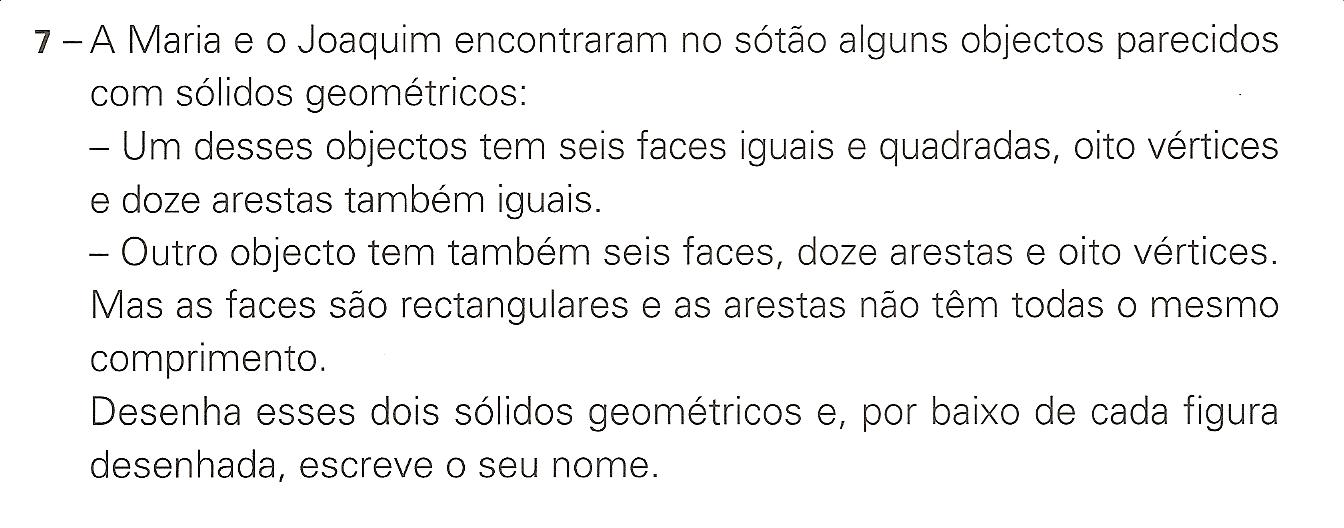 7 – A Maria e o Joaquim encontraram no sótão alguns objectos parecidos
com sólidos geométricos:
– Um desses objectos tem seis faces iguais e quadradas, oito vértices
e doze arestas também iguais.
– Outro objecto tem também seis faces, doze arestas e oito vértices.
Mas as faces são rectangulares e as arestas não têm todas o mesmo
comprimento.
Desenha esses dois sólidos geométricos e, por baixo de cada figura
desenhada, escreve o seu nome.